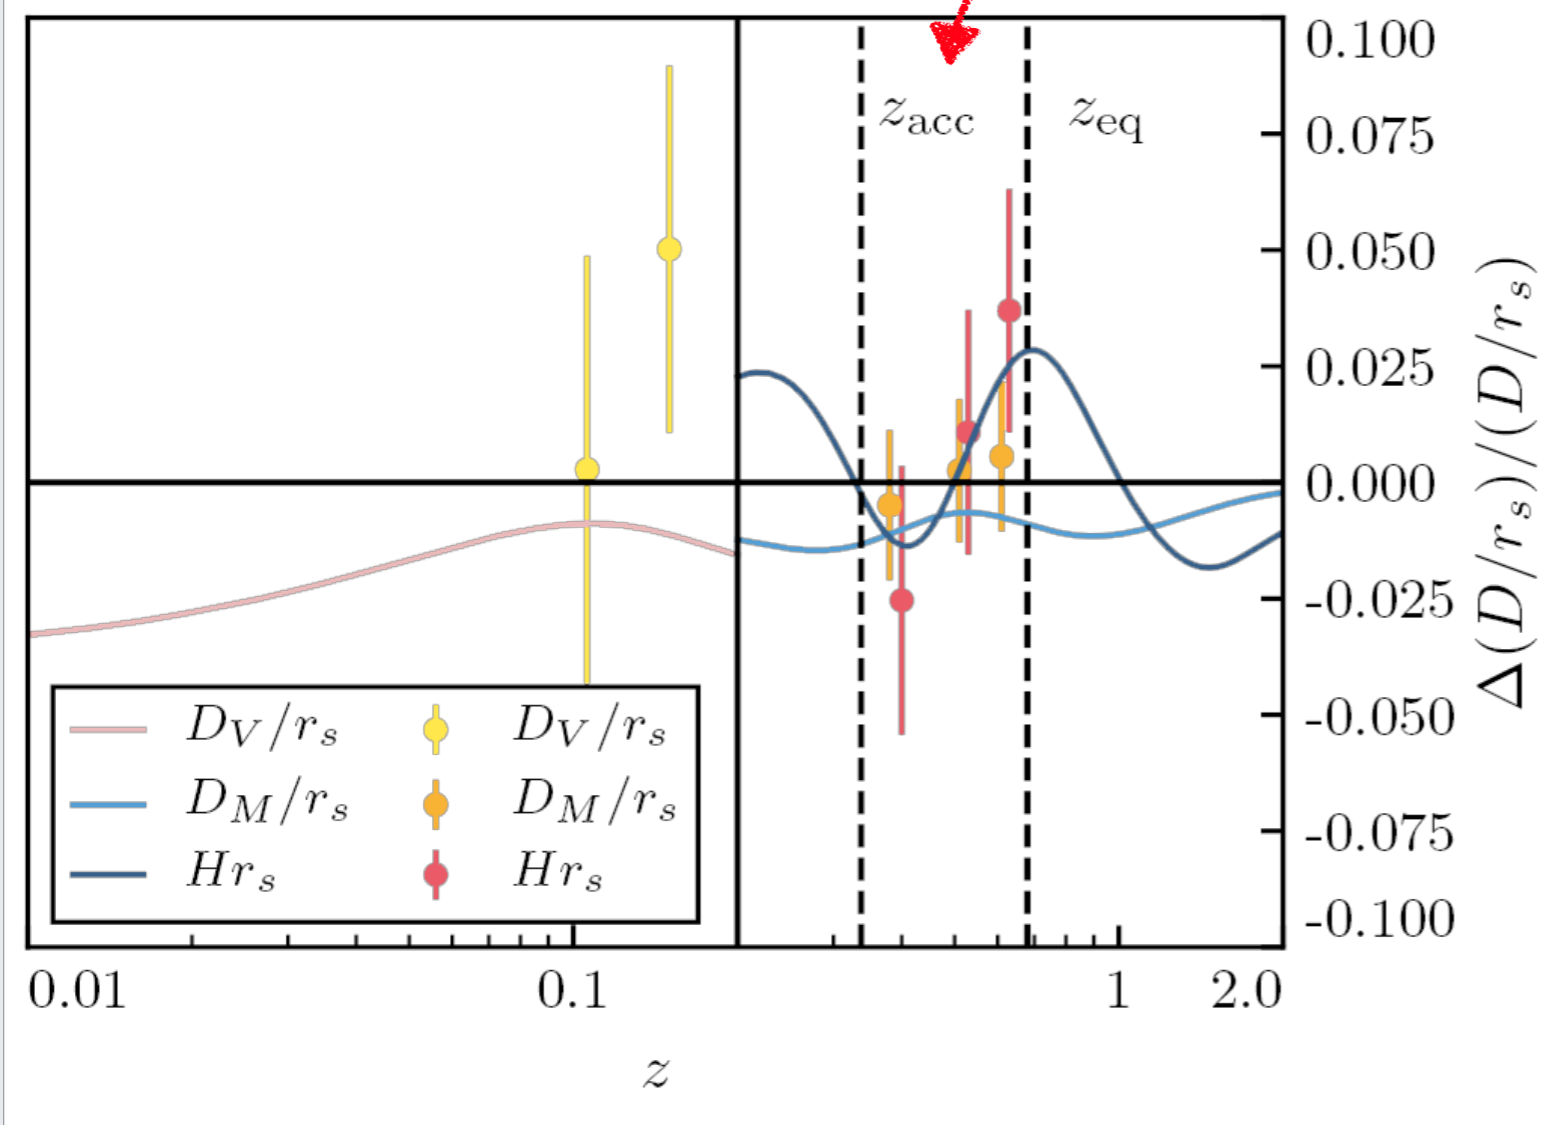 0.100
z_acc z_eq
0.075
0.050
0.025
0.000
-0.025
-0.050
-0.075
-0.100
Δ(D/r_s)/(D/r_s)
D_V/r_s D_V/r_s
D_M/r_s D_M/r_s
Hr_s Hr_s
0.01 0.1 1 2.0
z